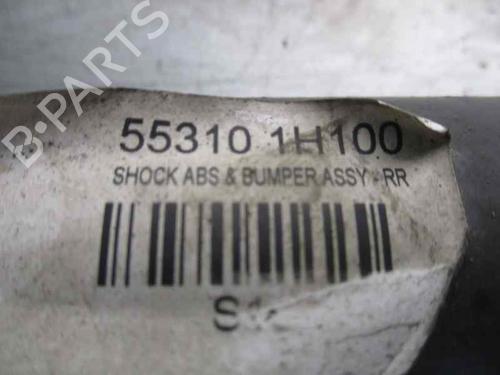 B-PARTS
55310 1H100
SHOCK ABS & BUMPER ASSY - RR